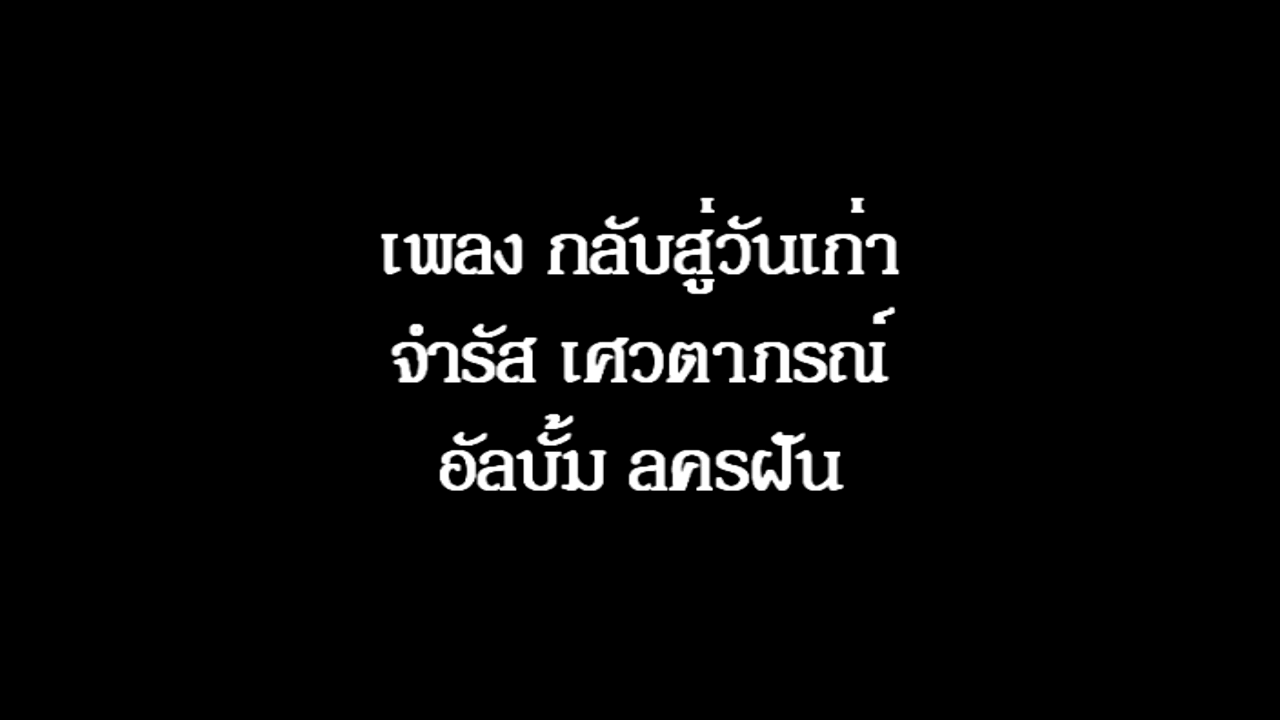 เพลง กลับสู่วันเก่า
จำรัส เศวตาภรณ์
อัลบั้ม ลครฝัน